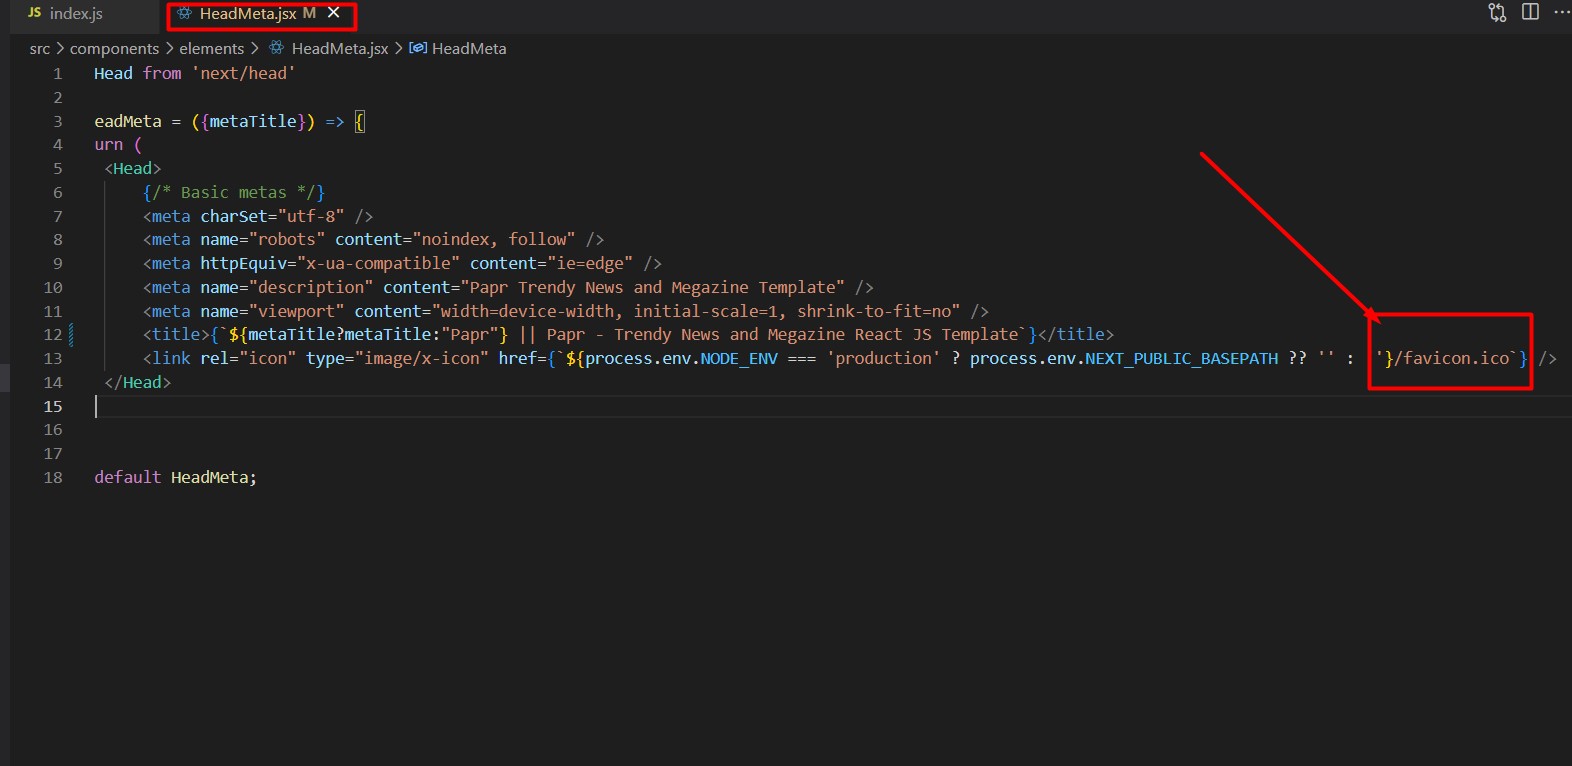 JS index.js
HeadMeta.jsx M
src > components > elements > HeadMeta.jsx > HeadMeta
1 Head from 'next/head'
2
3 eadMeta = ({metaTitle}) => {
4 urn (
5 <Head>
6 {/* Basic metas */}
7 <meta charSet="utf-8" />
8 <meta name="robots" content="noindex, follow" />
9 <meta httpEquiv="x-ua-compatible" content="ie=edge" />
10 <meta name="description" content="Papr Trendy News and Megazine Template" />
11 <meta name="viewport" content="width=device-width, initial-scale=1, shrink-to-fit=no" />
12 <title>{`${metaTitle?metaTitle:"Papr"} || Papr - Trendy News and Megazine React JS Template`}</title>
13 <link rel="icon" type="image/x-icon" href={`${process.env.NODE_ENV === 'production' ? process.env.NEXT_PUBLIC_BASEPATH ?? '' : '}/favicon.ico`} />
14 </Head>
15
16
17
18 default HeadMeta;